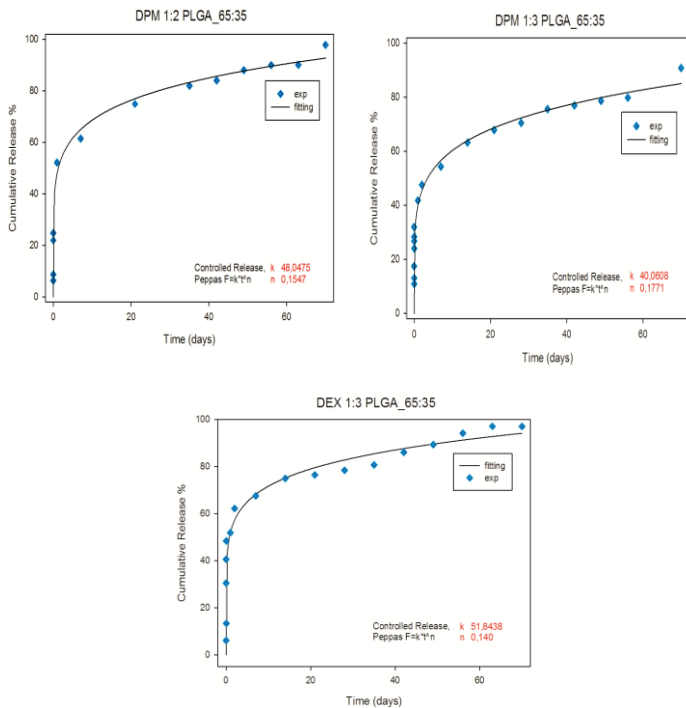 DPM 1:2 PLGA_65:35
Cumulative Release %
100
80
60
40
20
0
exp
fitting
Controlled Release, k 48,0475
Peppas F=k*t^n n 0,1547
0 20 40 60
Time (days)
DPM 1:3 PLGA_65:35
Cumulative Release %
100
80
60
40
20
0
exp
fitting
Controlled Release, k 40,0608
Peppas F=k*t^n n 0,1771
0 20 40 60
Time (days)
DEX 1:3 PLGA_65:35
Cumulative Release %
100
80
60
40
20
0
fitting
exp
Controlled Release, k 51,8438
Peppas F=k*t^n n 0,140
0 20 40 60
Time (days)